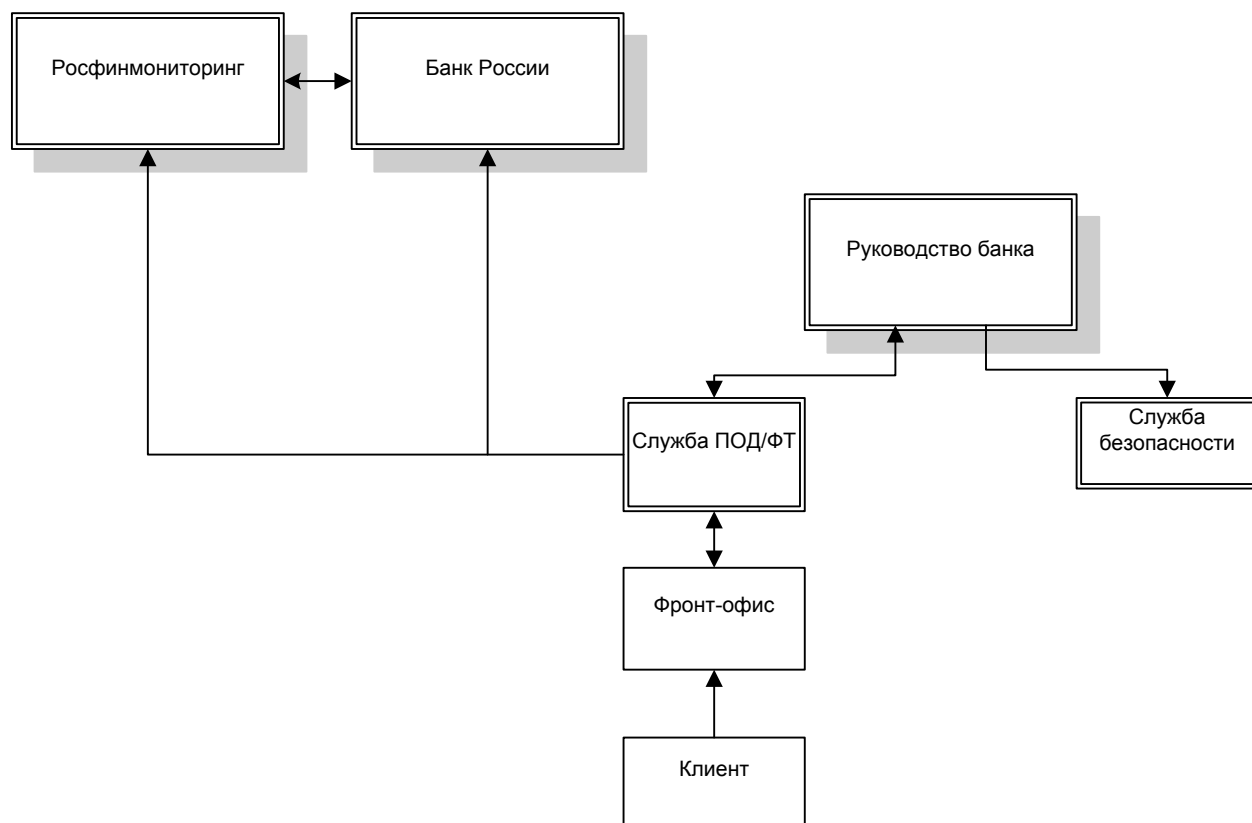 Росфинмониторинг
Банк России
Руководство банка
Служба ПОД/ФТ
Служба
безопасности
Фронт-офис
Клиент